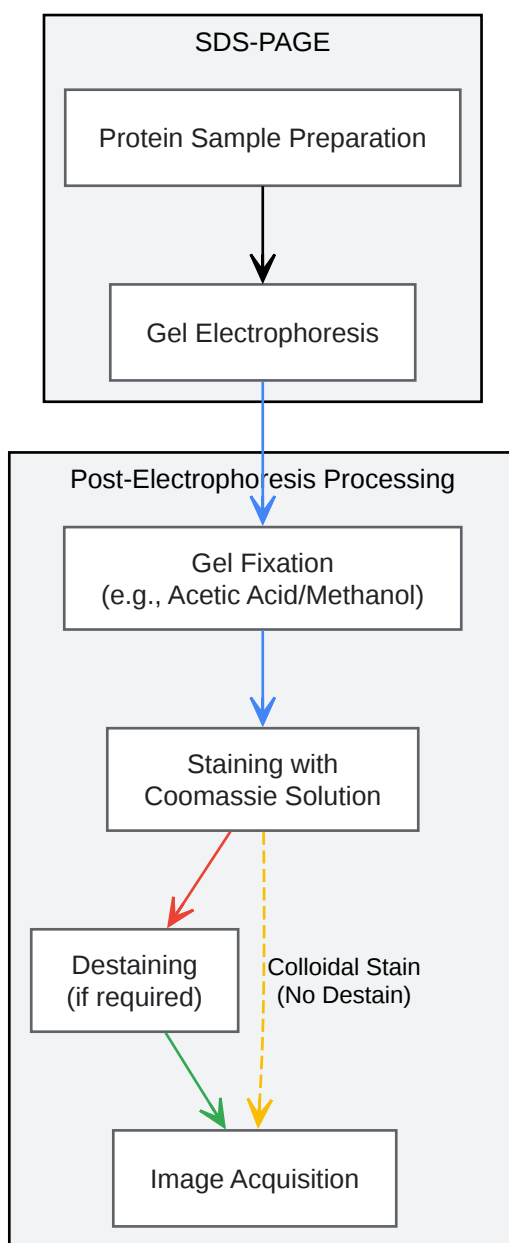 SDS-PAGE
Protein Sample Preparation
Gel Electrophoresis
Post-Electrophoresis Processing
Gel Fixation
(e.g., Acetic Acid/Methanol)
Staining with
Coomassie Solution
Destaining
(if required)
Colloidal Stain
(No Destain)
Image Acquisition